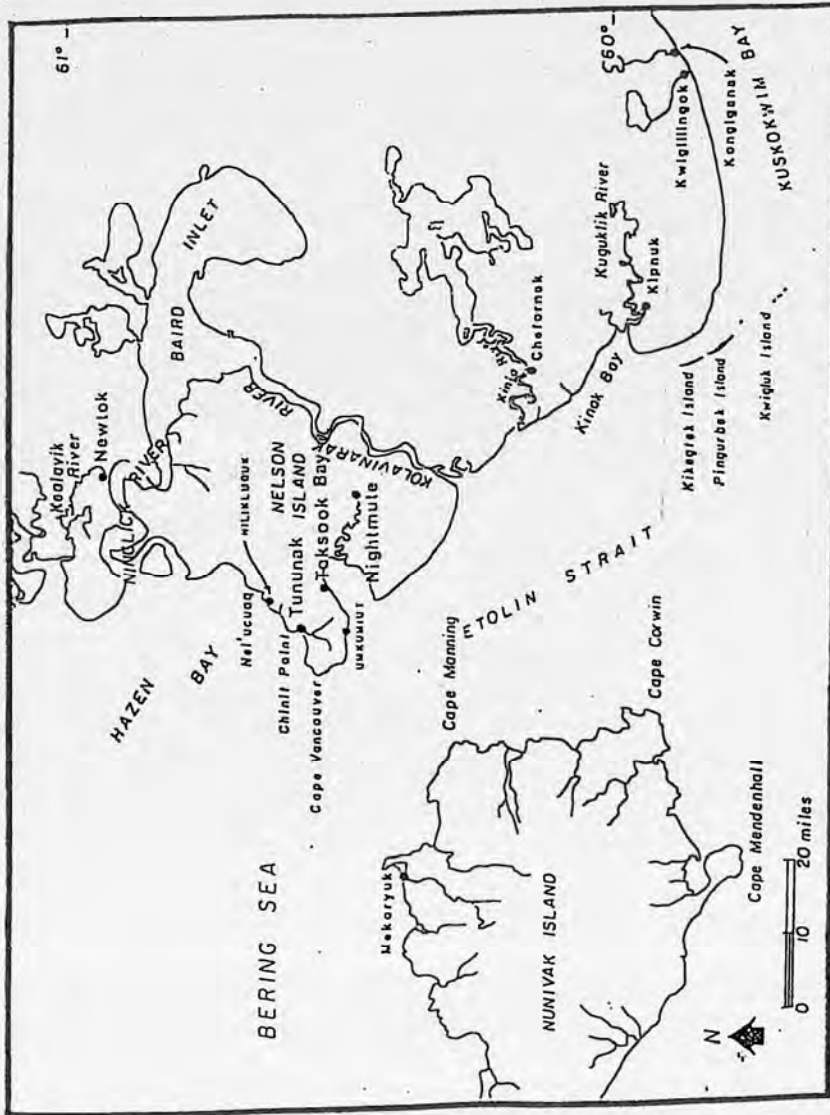 61°
Kealavik
River
Newtok
NINGLICK RIVER
BAIRD INLET
HAZEN BAY
NILIKLUGUK
Nel'ucuaq
NELSON
ISLAND
Tununak
Chinit Point
Toksook Bay
Cape Vancouver
UMKUMIUT
Nightmute
KOLAVINARAK RIVER
BERING SEA
Kinia River
Chefornak
Cape Manning
ETOLIN STRAIT
Kinak Bay
Kuguklik River
Kipnuk
60°
Mekoryuk
NUNIVAK ISLAND
Cape Corwin
Kikegtek Island
Pingurbek Island
Kwigluk Island
Kwigillingok
Kongiganak
KUSKOKWIM BAY
Cape Mendenhall
N
0 10 20 miles